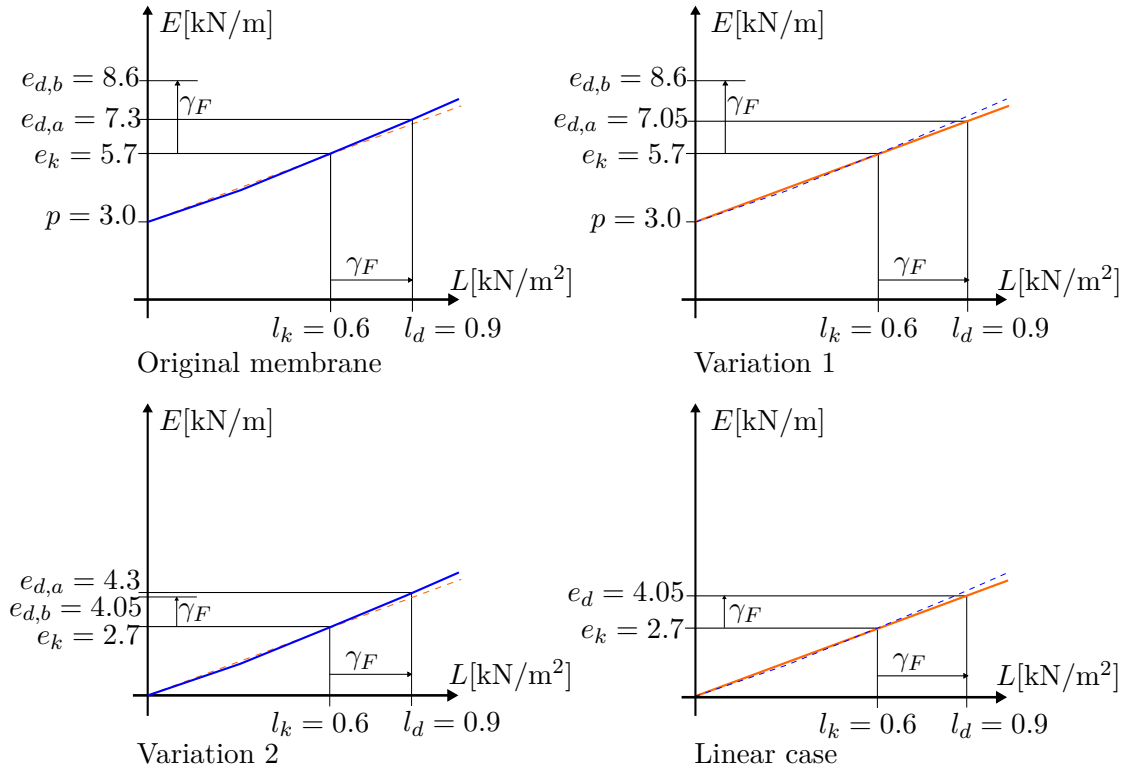 E[kN/m]
e_{d,b} = 8.6
γ_F
e_{d,a} = 7.3
e_k = 5.7
p = 3.0
γ_F
L[kN/m²]
l_k = 0.6
l_d = 0.9
Original membrane
E[kN/m]
e_{d,b} = 8.6
γ_F
e_{d,a} = 7.05
e_k = 5.7
p = 3.0
γ_F
L[kN/m²]
l_k = 0.6
l_d = 0.9
Variation 1
E[kN/m]
e_{d,a} = 4.3
e_{d,b} = 4.05
γ_F
e_k = 2.7
γ_F
L[kN/m²]
l_k = 0.6
l_d = 0.9
Variation 2
E[kN/m]
e_d = 4.05
γ_F
e_k = 2.7
γ_F
L[kN/m²]
l_k = 0.6
l_d = 0.9
Linear case